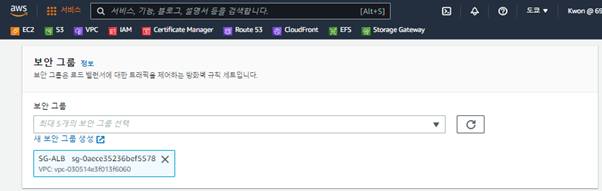 aws
서비스
서비스, 기능, 블로그, 설명서 등을 검색합니다.
[Alt+S]
도쿄
Kwon @ 69
EC2
S3
VPC
IAM
Certificate Manager
Route 53
CloudFront
EFS
Storage Gateway
보안 그룹 정보
보안 그룹은 로드 밸런서에 대한 트래픽을 제어하는 방화벽 규칙 세트입니다.
보안 그룹
최대 5개의 보안 그룹 선택
새 보안 그룹 생성
SG-ALB sg-0aece35236bef5578
VPC: vpc-030514e3f013f6060